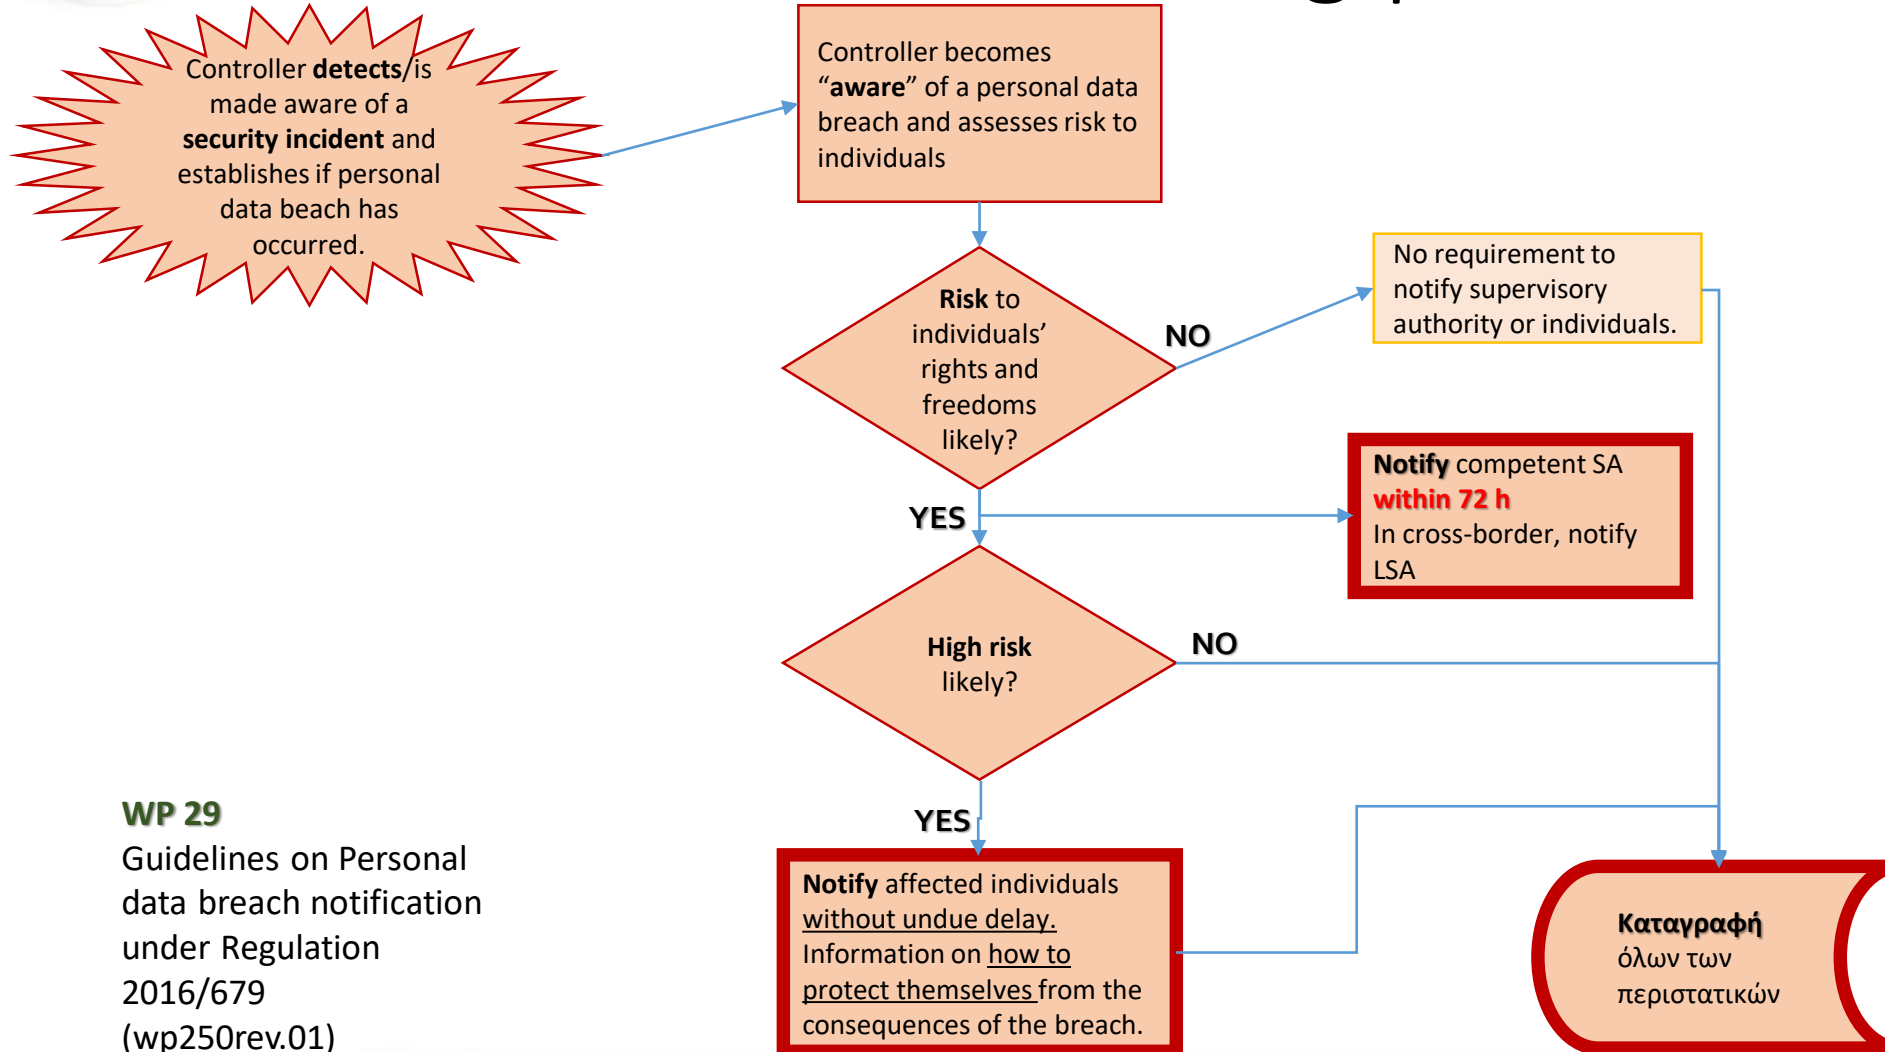 Controller detects/is
made aware of a
security incident and
establishes if personal
data beach has
occurred.
Controller becomes
“aware” of a personal data
breach and assesses risk to
individuals
Risk to
individuals’
rights and
freedoms
likely?
NO
No requirement to
notify supervisory
authority or individuals.
YES
Notify competent SA
within 72 h
In cross-border, notify
LSA
High risk
likely?
NO
YES
Notify affected individuals
without undue delay.
Information on how to
protect themselves from the
consequences of the breach.
Καταγραφή
όλων των
περιστατικών
WP 29
Guidelines on Personal
data breach notification
under Regulation
2016/679
(wp250rev.01)